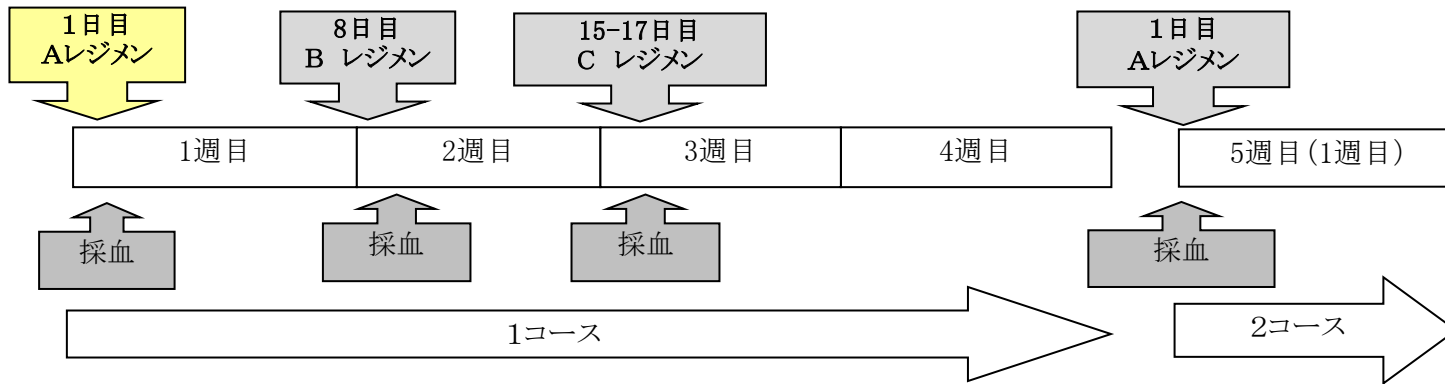 1日目
Aレジメン
8日目
B レジメン
15-17日目
C レジメン
1日目
Aレジメン
1週目
2週目
3週目
4週目
5週目(1週目)
採血
採血
採血
採血
1コース
2コース